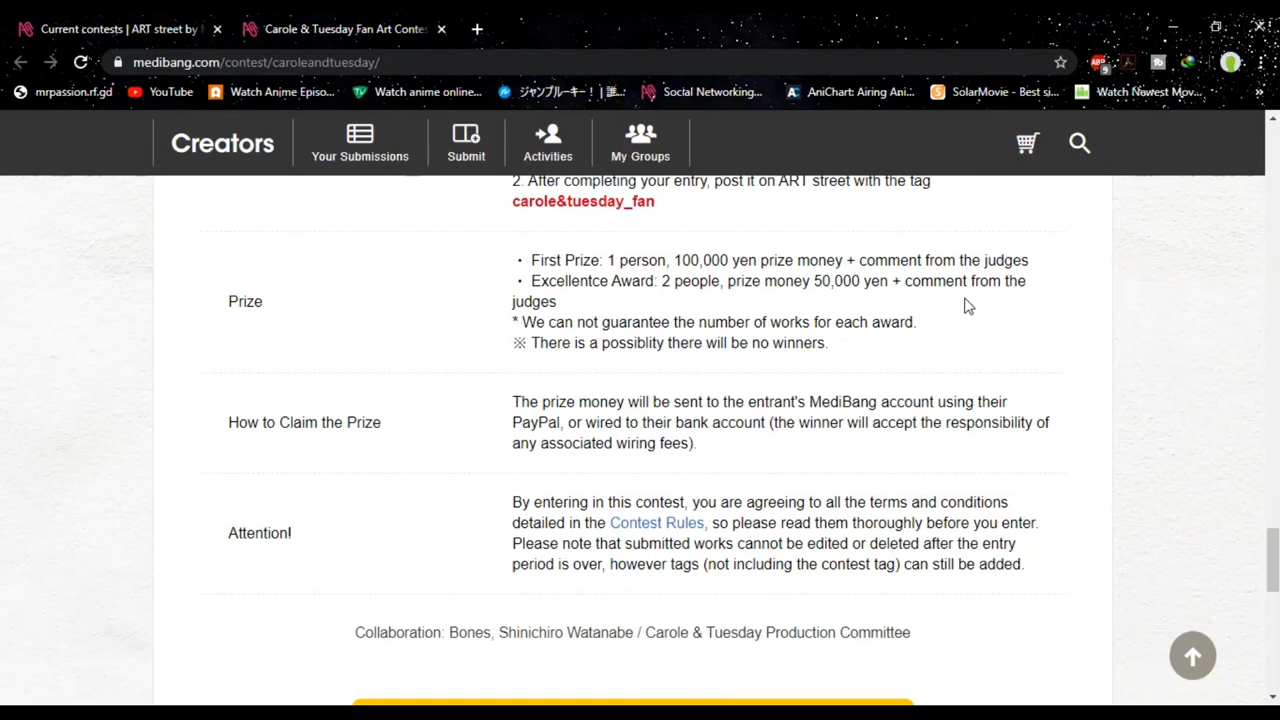 Current contests | ART street by
Carole & Tuesday Fan Art Conte
medibang.com/contest/caroleandtuesday/
ABP
9
mrpassion.rf.gd
YouTube
Watch Anime Episo...
Watch anime online...
ジャンプルーキー！｜誰...
Social Networking...
AniChart: Airing Ani...
SolarMovie - Best si...
Watch Newest Mov...
»
Creators
Your Submissions
Submit
Activities
My Groups
2. After completing your entry, post it on ART street with the tag
carole&tuesday_fan
Prize
・ First Prize: 1 person, 100,000 yen prize money + comment from the judges
・ Excellentce Award: 2 people, prize money 50,000 yen + comment from the
judges
* We can not guarantee the number of works for each award.
※ There is a possiblity there will be no winners.
How to Claim the Prize
The prize money will be sent to the entrant's MediBang account using their
PayPal, or wired to their bank account (the winner will accept the responsibility of
any associated wiring fees).
Attention!
By entering in this contest, you are agreeing to all the terms and conditions
detailed in the Contest Rules, so please read them thoroughly before you enter.
Please note that submitted works cannot be edited or deleted after the entry
period is over, however tags (not including the contest tag) can still be added.
Collaboration: Bones, Shinichiro Watanabe / Carole & Tuesday Production Committee